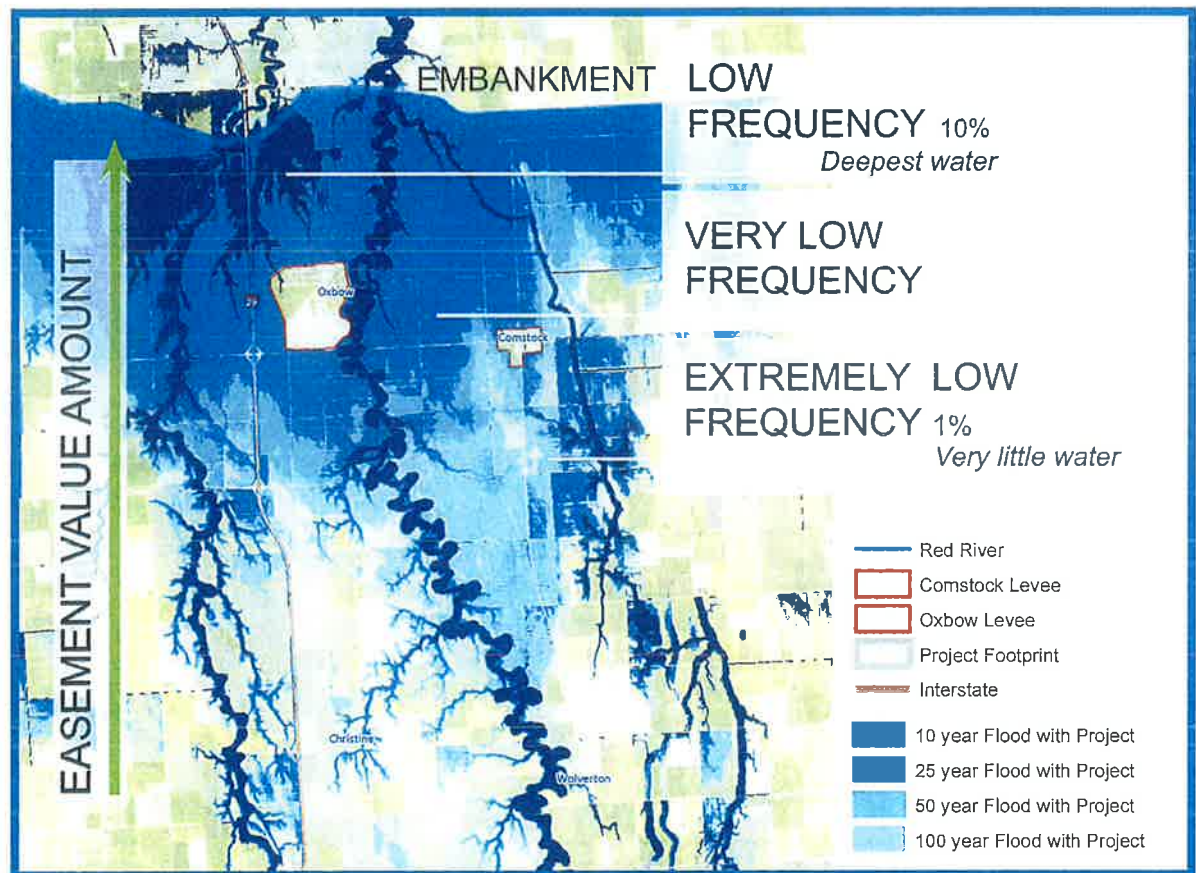 EMBANKMENT
LOW
FREQUENCY 10%
Deepest water
VERY LOW
FREQUENCY
EXTREMELY LOW
FREQUENCY 1%
Very little water
EASEMENT VALUE AMOUNT
Oxbow
Comstock
Christine
Wolverton
Red River
Comstock Levee
Oxbow Levee
Project Footprint
Interstate
10 year Flood with Project
25 year Flood with Project
50 year Flood with Project
100 year Flood with Project